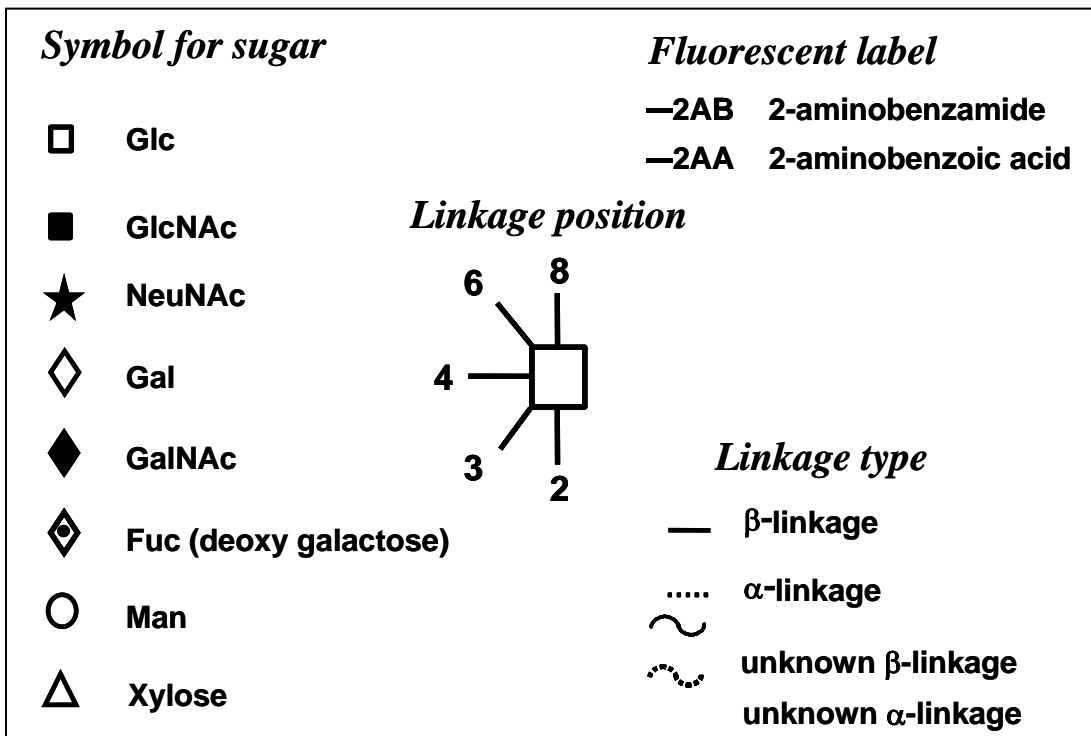 Symbol for sugar
Glc
GlcNAc
NeuNAc
Gal
GalNAc
Fuc (deoxy galactose)
Man
Xylose
Fluorescent label
—2AB 2-aminobenzamide
—2AA 2-aminobenzoic acid
Linkage position
6
8
4
3
2
Linkage type
β-linkage
α-linkage
unknown β-linkage
unknown α-linkage